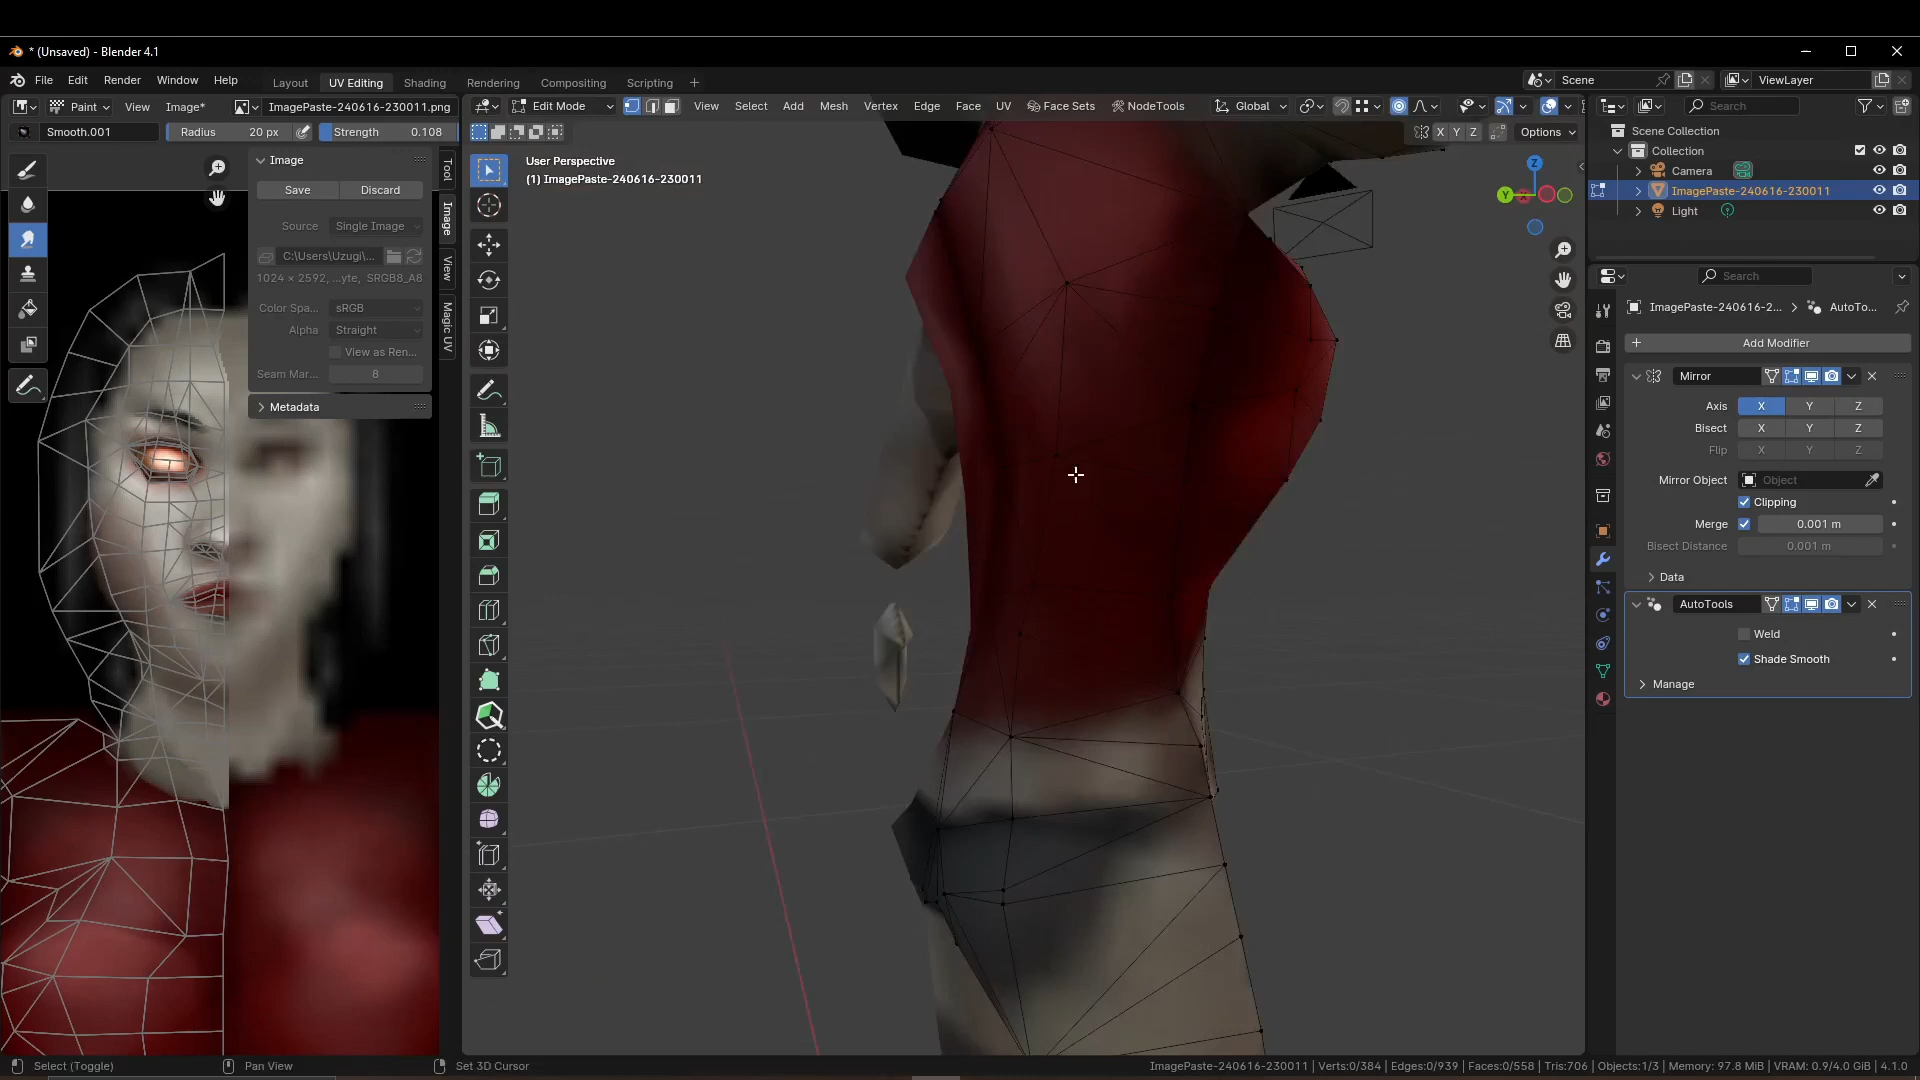 * (Unsaved) - Blender 4.1
File Edit Render Window Help
Layout UV Editing Shading Rendering Compositing Scripting +
Scene
ViewLayer
Paint View Image* ImagePaste-240616-230011.png
Edit Mode View Select Add Mesh Vertex Edge Face UV Face Sets NodeTools Global
Search
Smooth.001 Radius 20 px Strength 0.108
X Y Z Options
Scene Collection
Collection
Camera
ImagePaste-240616-230011
Light
Image
Save Discard
Source Single Image
C:\Users\Uzugi\...
1024 × 2592, ...yte, SRGB8_A8
Color Spa... sRGB
Alpha Straight
View as Ren...
Seam Mar... 8
Metadata
Tool
Image
View
Magic UV
User Perspective
(1) ImagePaste-240616-230011
Z
Y
X
Search
ImagePaste-240616-2... > AutoTo...
+ Add Modifier
Mirror
Axis X Y Z
Bisect X Y Z
Flip X Y Z
Mirror Object Object
Clipping
Merge 0.001 m
Bisect Distance 0.001 m
Data
AutoTools
Weld
Shade Smooth
Manage
Select (Toggle) Pan View Set 3D Cursor
ImagePaste-240616-230011 | Verts:0/384 | Edges:0/939 | Faces:0/558 | Tris:706 | Objects:1/3 | Memory: 97.8 MiB | VRAM: 0.9/4.0 GiB | 4.1.0